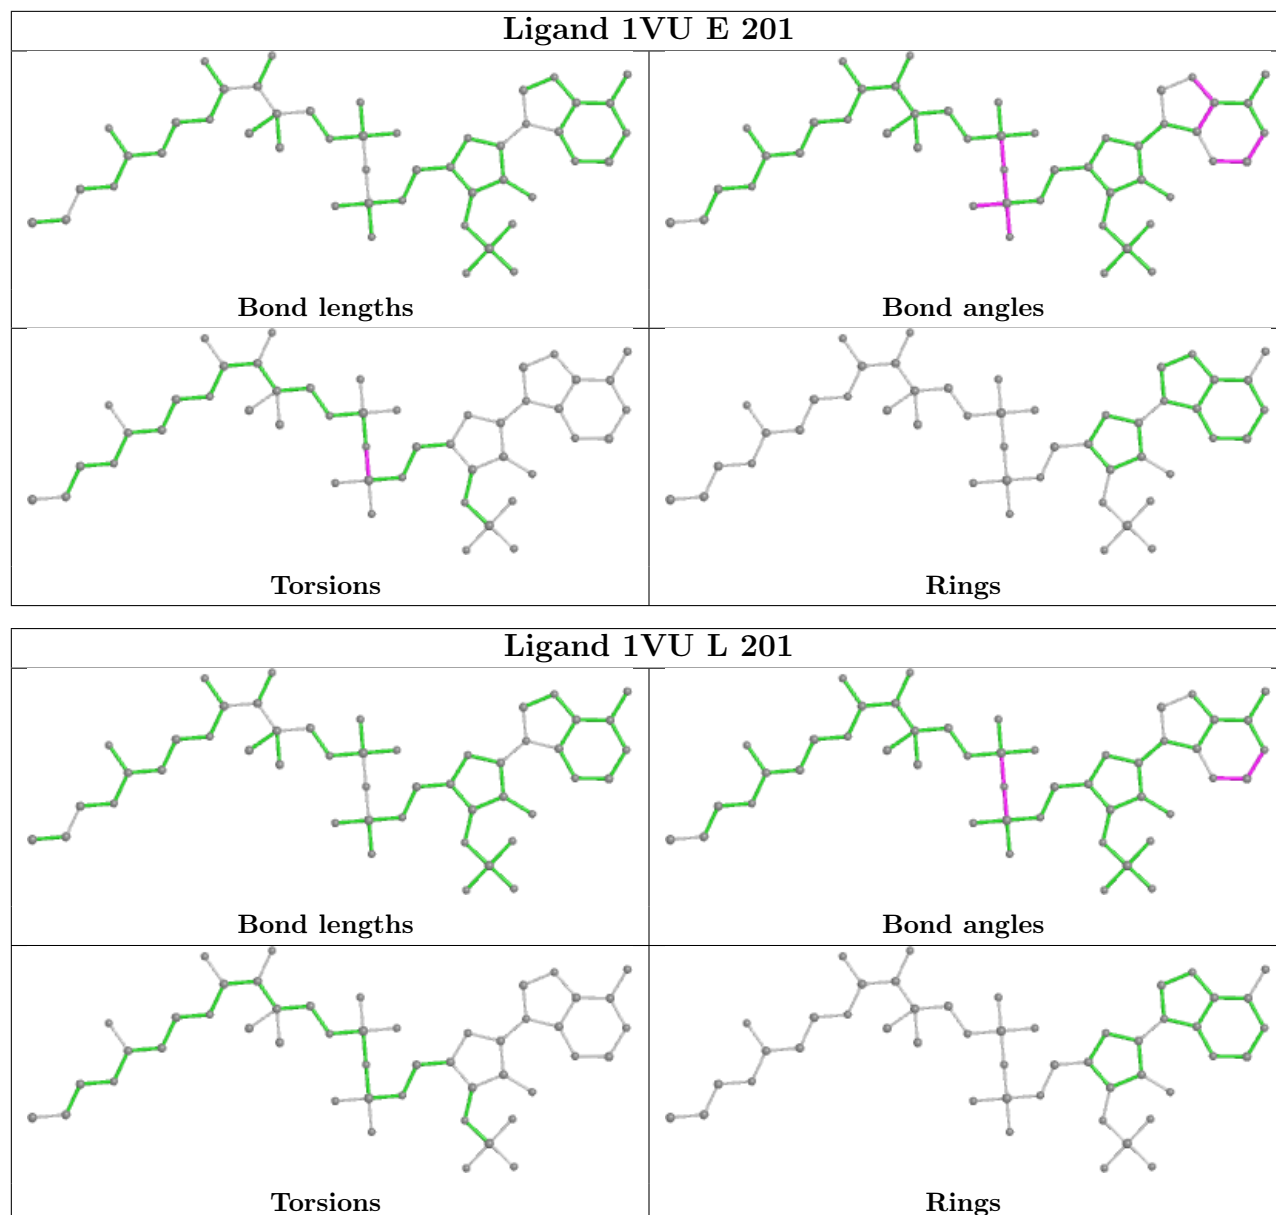 Ligand 1VU E 201
Bond lengths
Bond angles
Torsions
Rings
Ligand 1VU L 201
Bond lengths
Bond angles
Torsions
Rings